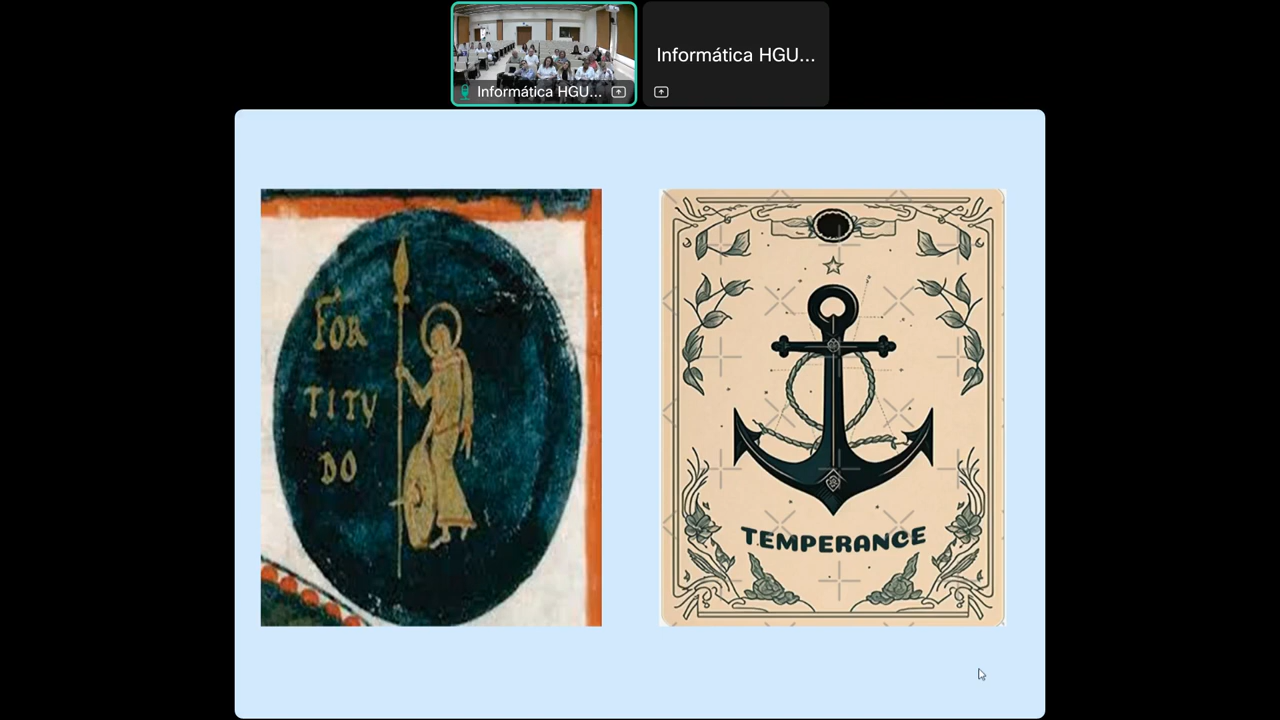 Informática HGU...
Informática HGU...
FOR
TITV
DO
TEMPERANCE